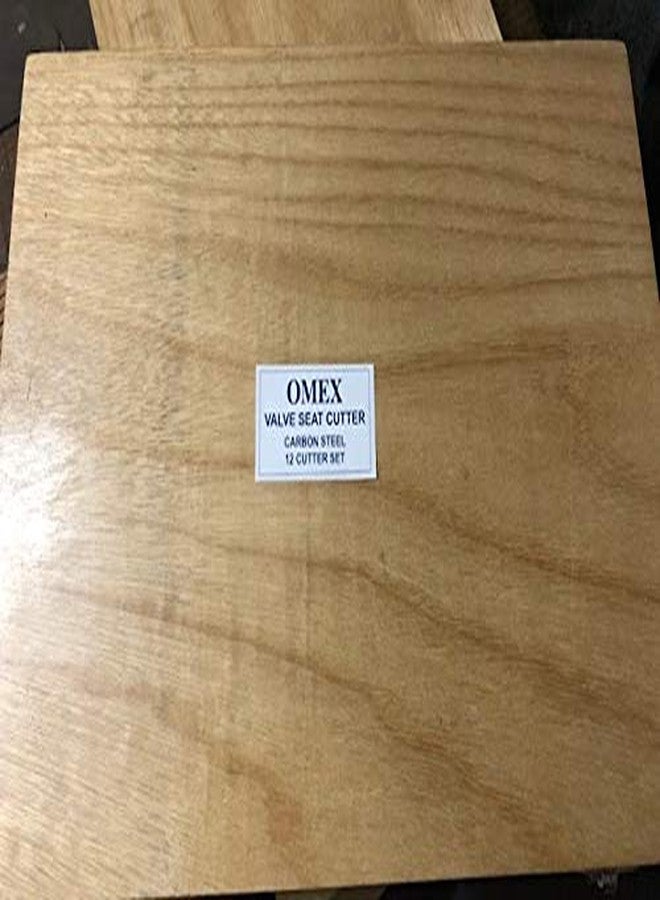 OMEX
VALVE SEAT CUTTER
CARBON STEEL
12 CUTTER SET